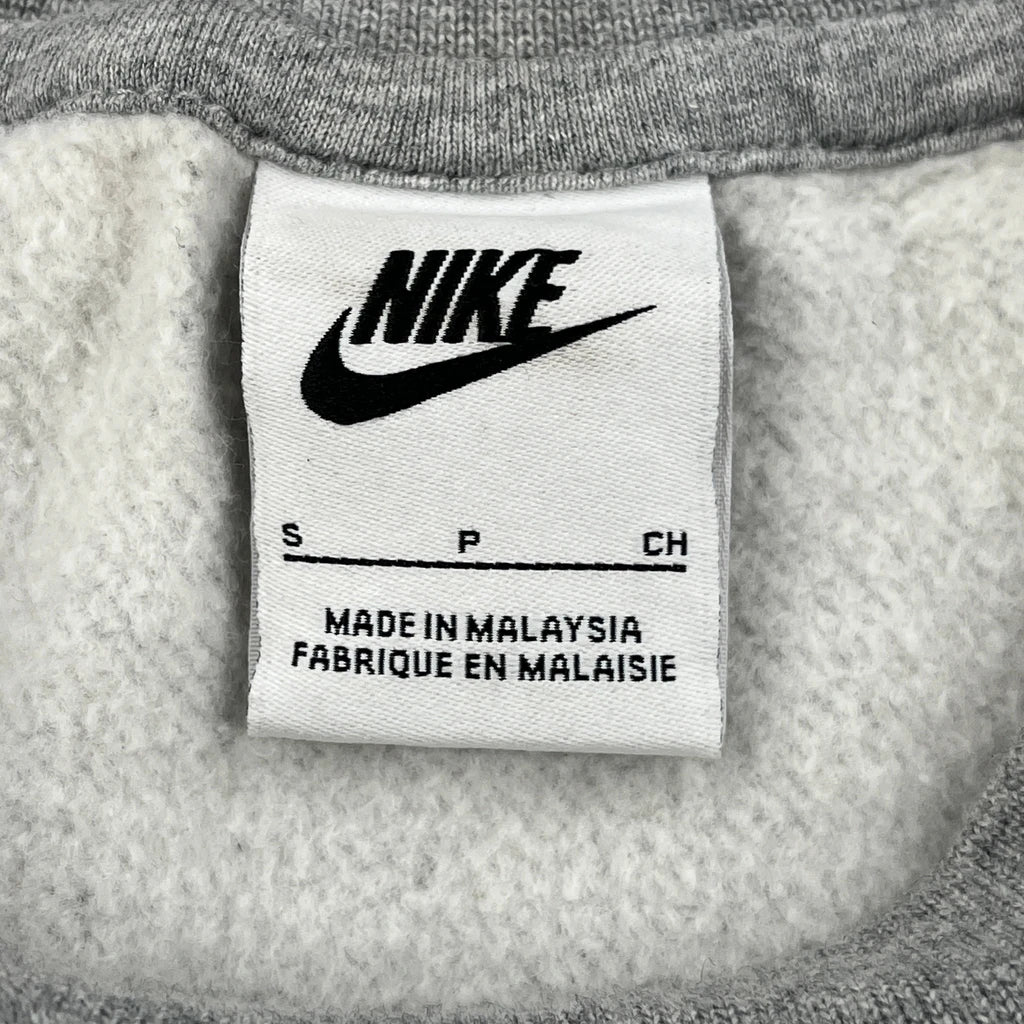 NIKE
S P CH
MADE IN MALAYSIA
FABRIQUE EN MALAISIE